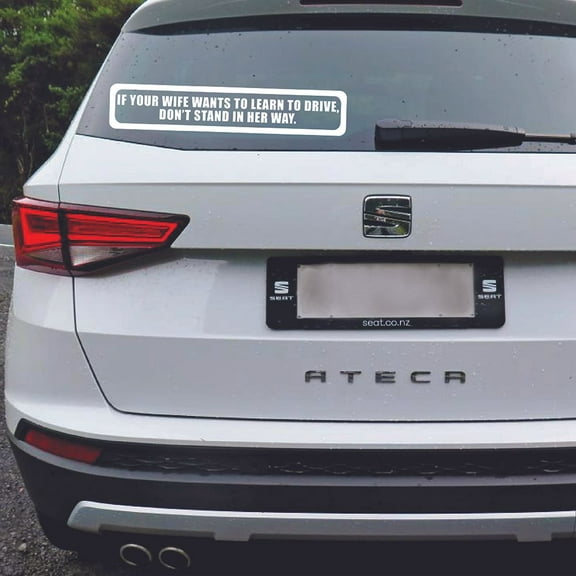 IF YOUR WIFE WANTS TO LEARN TO DRIVE,
DON'T STAND IN HER WAY.
SEAT SEAT
seat.co.nz
ATECA